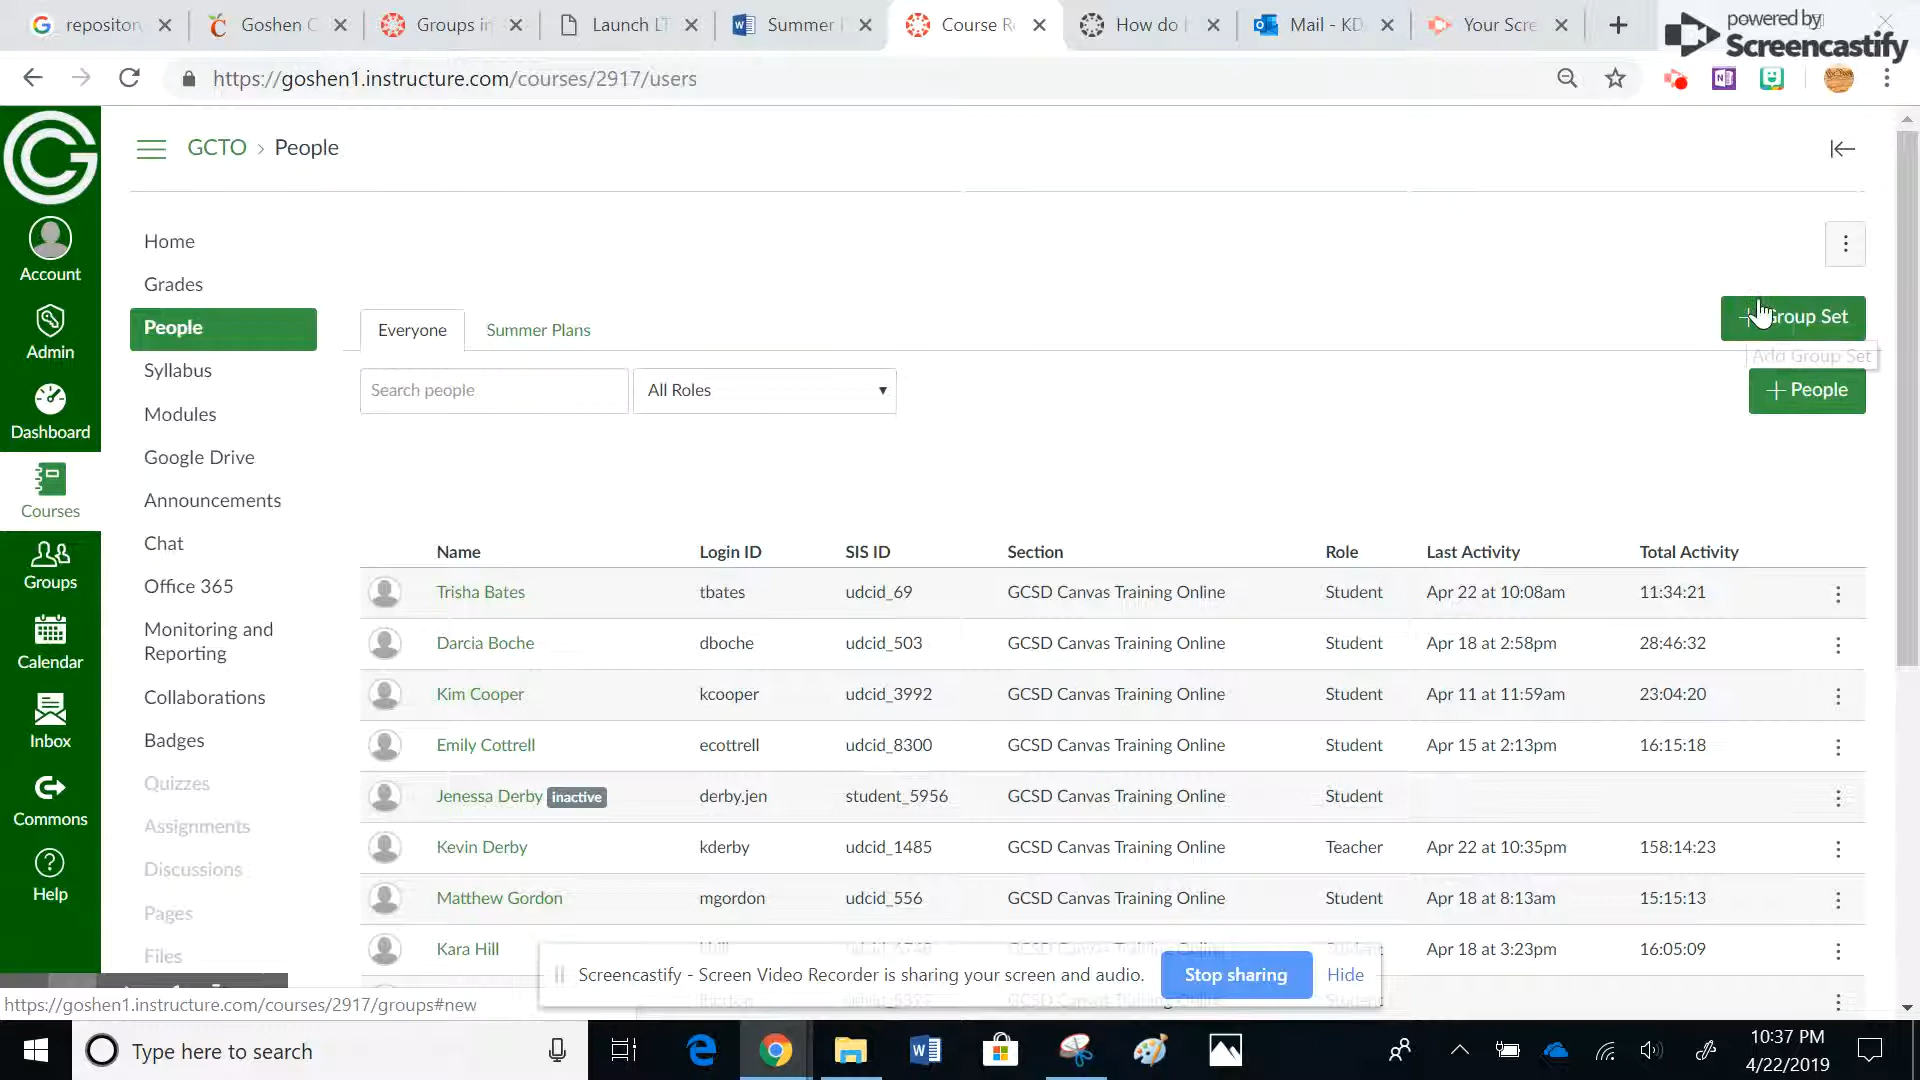 repositor
Goshen C
Groups in
Launch LT
Summer
Course Re
How do
Mail - KD
Your Scre
powered by
Screencastify
https://goshen1.instructure.com/courses/2917/users
GCTO › People
Account
Admin
Dashboard
Courses
Groups
Calendar
Inbox
Commons
Help
Home
Grades
People
Syllabus
Modules
Google Drive
Announcements
Chat
Office 365
Monitoring and
Reporting
Collaborations
Badges
Quizzes
Assignments
Discussions
Pages
Files
Everyone Summer Plans
Group Set
Add Group Set
Search people All Roles
+ People
Name Login ID SIS ID Section Role Last Activity Total Activity
Trisha Bates tbates udcid_69 GCSD Canvas Training Online Student Apr 22 at 10:08am 11:34:21
Darcia Boche dboche udcid_503 GCSD Canvas Training Online Student Apr 18 at 2:58pm 28:46:32
Kim Cooper kcooper udcid_3992 GCSD Canvas Training Online Student Apr 11 at 11:59am 23:04:20
Emily Cottrell ecottrell udcid_8300 GCSD Canvas Training Online Student Apr 15 at 2:13pm 16:15:18
Jenessa Derby inactive derby.jen student_5956 GCSD Canvas Training Online Student
Kevin Derby kderby udcid_1485 GCSD Canvas Training Online Teacher Apr 22 at 10:35pm 158:14:23
Matthew Gordon mgordon udcid_556 GCSD Canvas Training Online Student Apr 18 at 8:13am 15:15:13
Kara Hill Apr 18 at 3:23pm 16:05:09
Screencastify - Screen Video Recorder is sharing your screen and audio. Stop sharing Hide
https://goshen1.instructure.com/courses/2917/groups#new
Type here to search
10:37 PM
4/22/2019